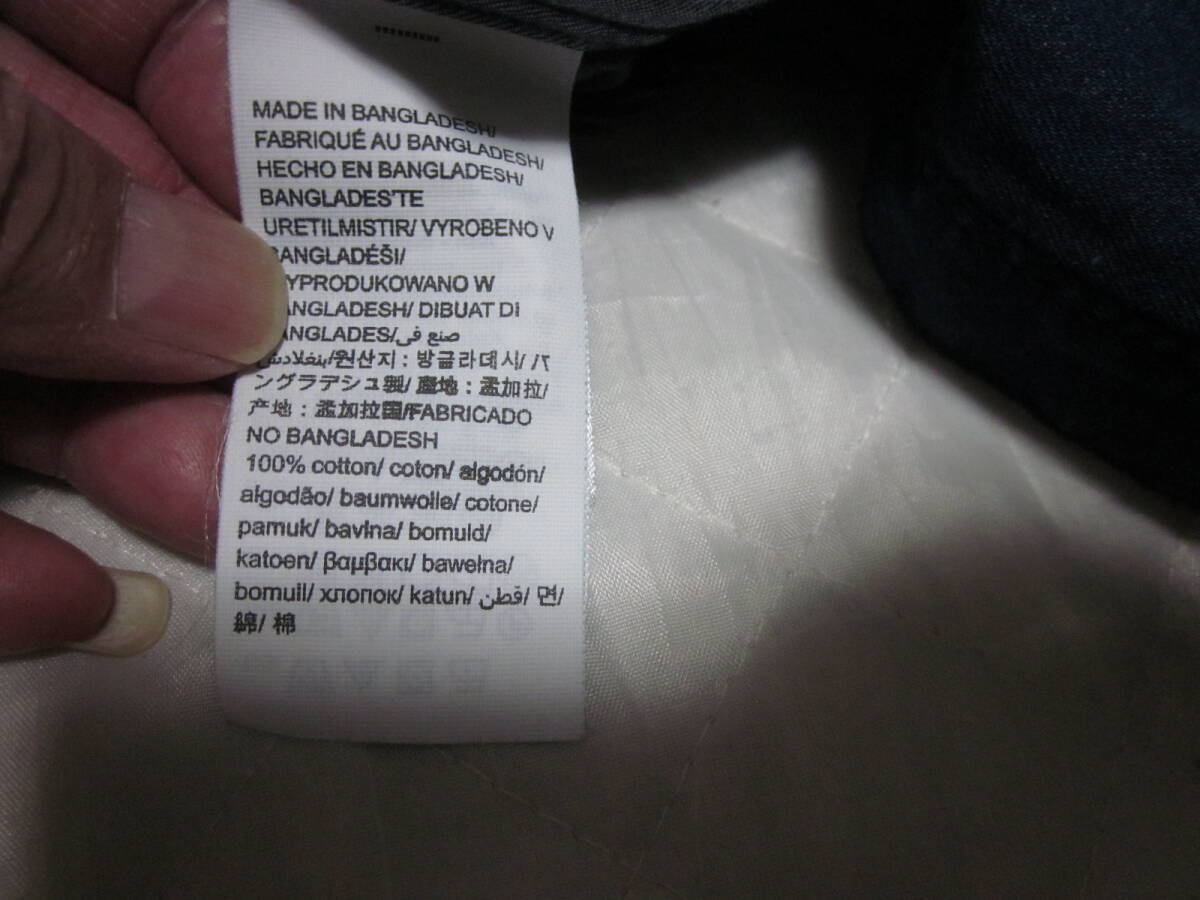 MADE IN BANGLADESH/
FABRIQUÉ AU BANGLADESH/
HECHO EN BANGLADESH/
BANGLADES'TE
URETILMISTIR/ VYROBENO V
BANGLADÉŠI/
WYPRODUKOWANO W
BANGLADESH/ DIBUAT DI
BANGLADES/صنع في
بنغلادش/원산지 : 방글라데시/ バ
ングラデシュ製/ 產地 : 孟加拉/
产地 : 孟加拉国/FABRICADO
NO BANGLADESH
100% cotton/ coton/ algodón/
algodão/ baumwolle/ cotone/
pamuk/ bavlna/ bomuld/
katoen/ βαμβακι/ bawełna/
bomull/ хлопок/ katun/ قطن/ 면/
綿/ 棉